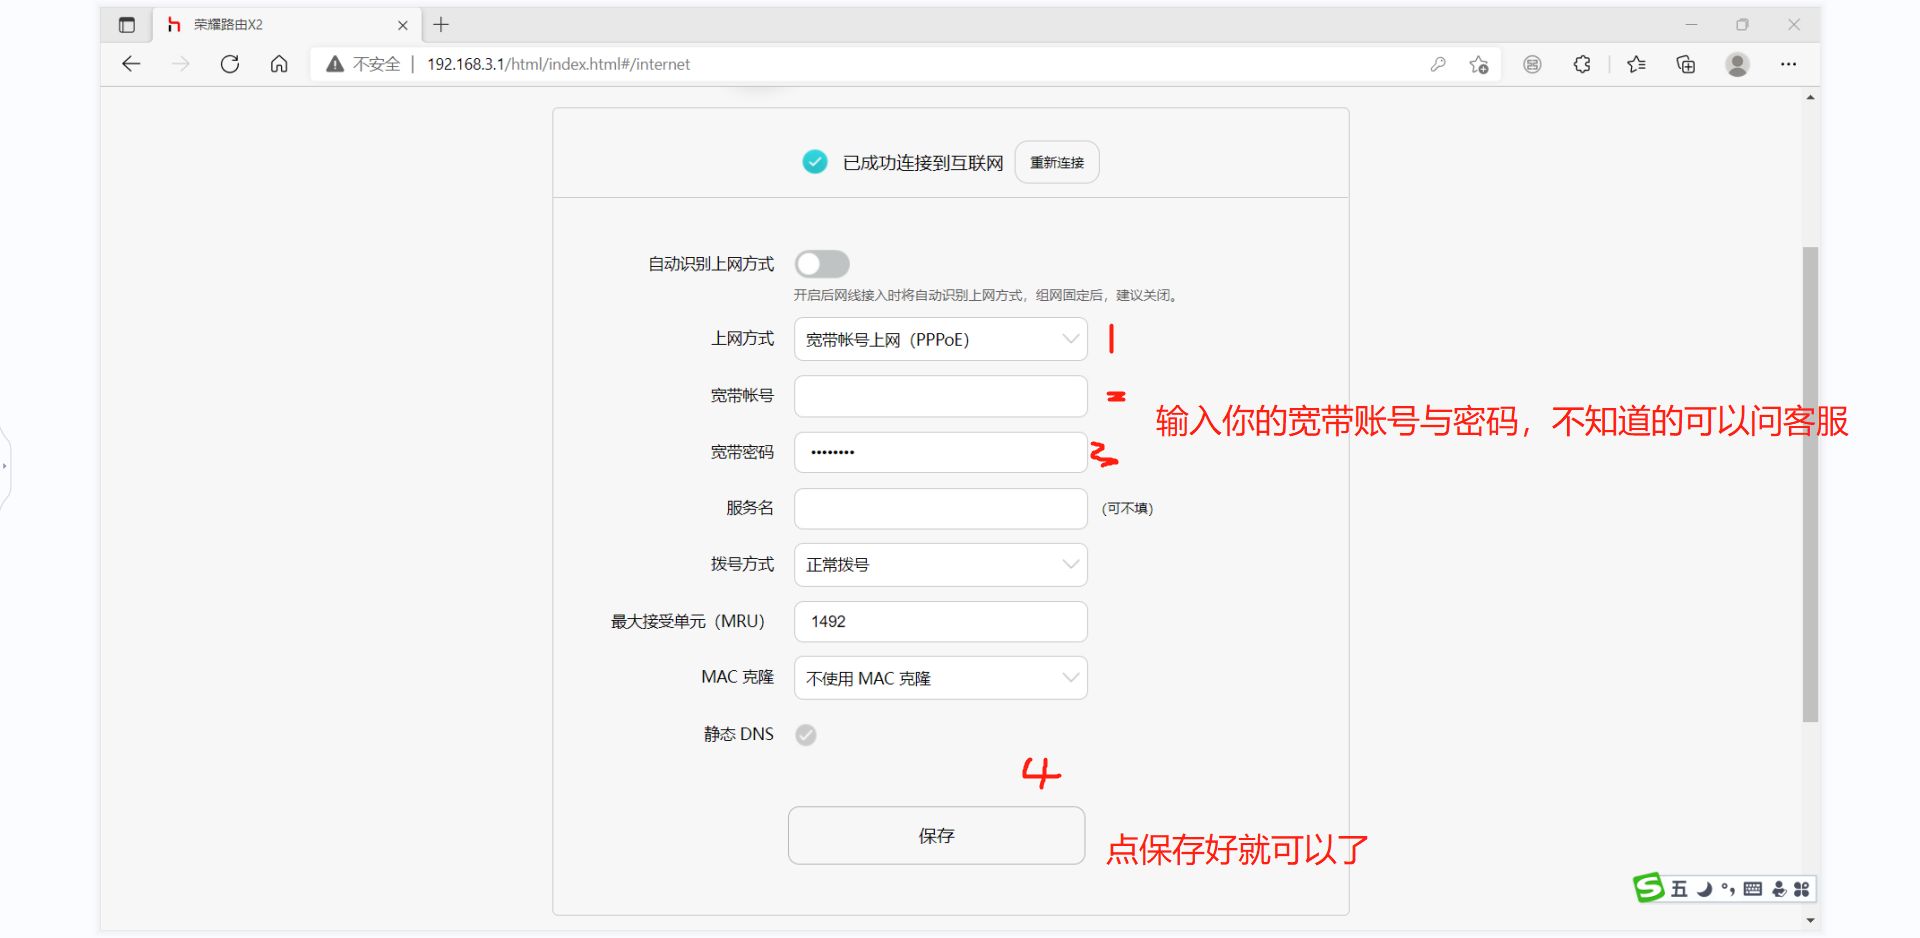 荣耀路由X2
不安全 | 192.168.3.1/html/index.html#/internet
已成功连接到互联网 重新连接
自动识别上网方式
开启后网线接入时将自动识别上网方式，组网固定后，建议关闭。
上网方式 宽带帐号上网（PPPoE） 1
宽带帐号 =
输入你的宽带账号与密码，不知道的可以问客服
宽带密码 •••••••• 3
服务名 (可不填)
拨号方式 正常拨号
最大接受单元（MRU） 1492
MAC 克隆 不使用 MAC 克隆
静态 DNS
4
保存
点保存好就可以了
S 五